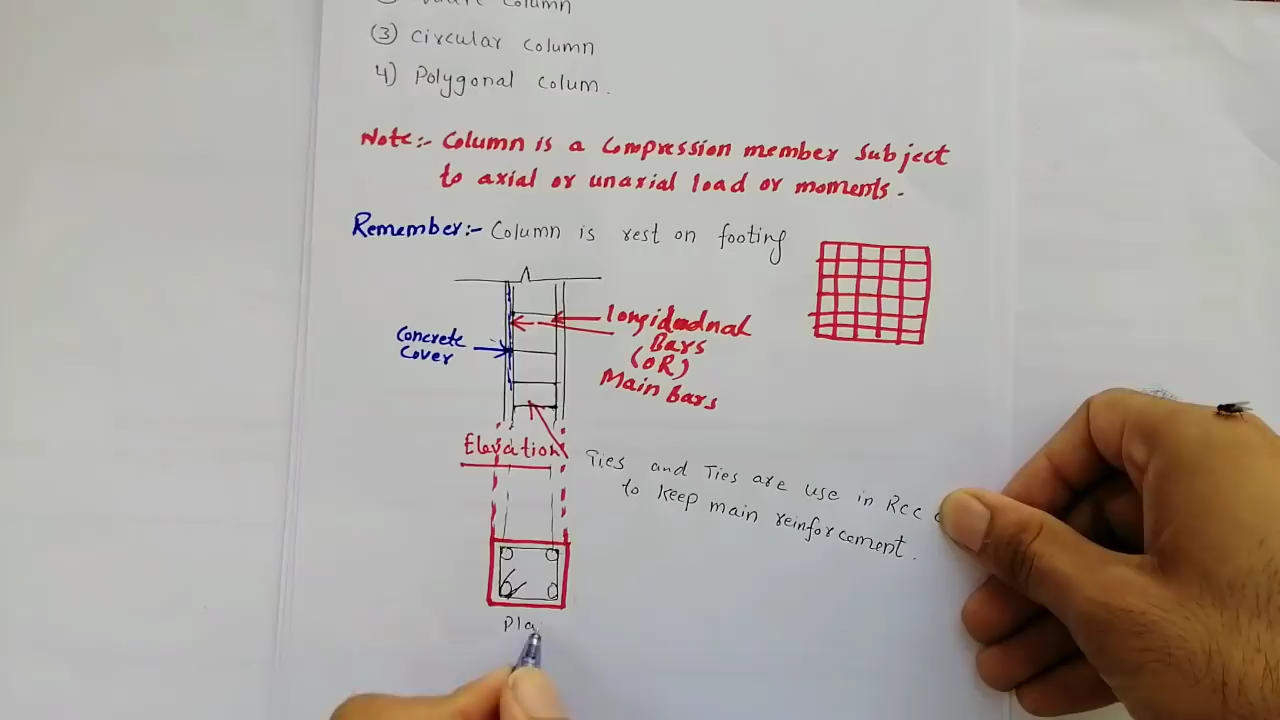 column
③ circular column
4) Polygonal colum.
Note:- Column is a Compression member Subject
to axial or unaxial load or moments.
Remember:- Column is rest on footing
Concrete
Cover
Bars
(OR)
Main Bars
Elevation
Ties and Ties are use in Rcc
to keep main reinforcement.
Pla